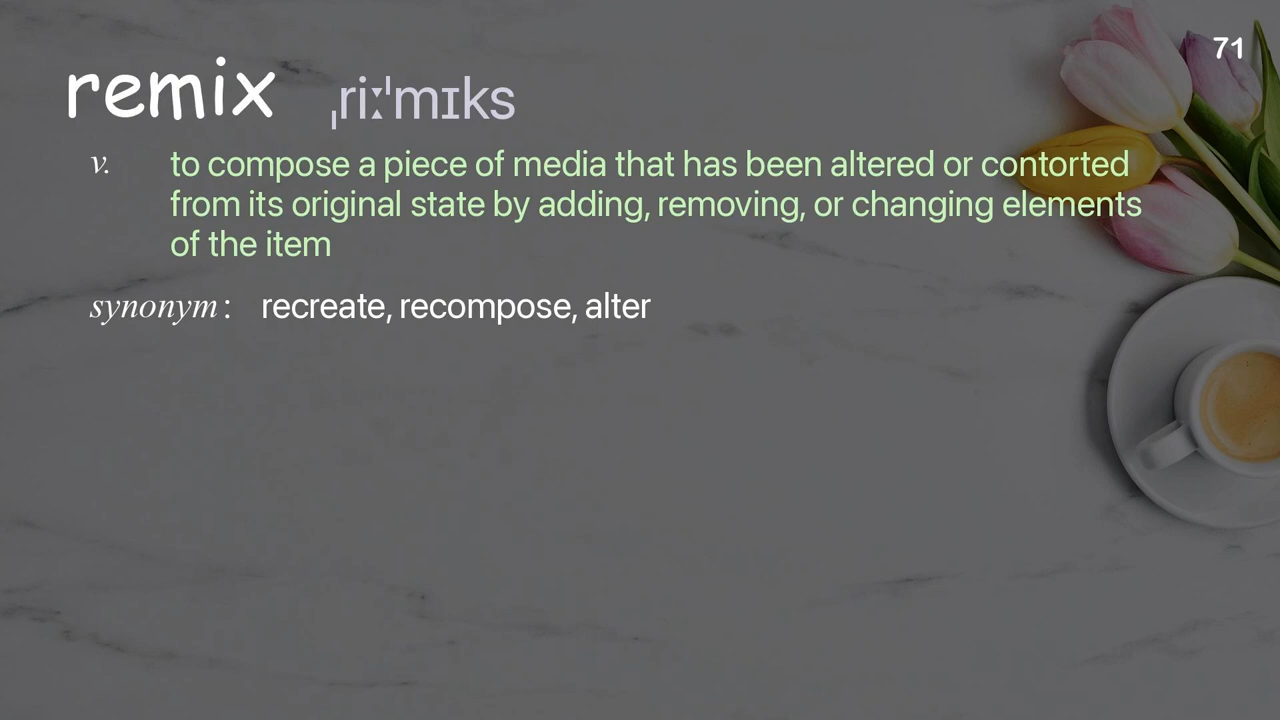 71
remix ˌriːˈmɪks
v. to compose a piece of media that has been altered or contorted
from its original state by adding, removing, or changing elements
of the item
synonym : recreate, recompose, alter